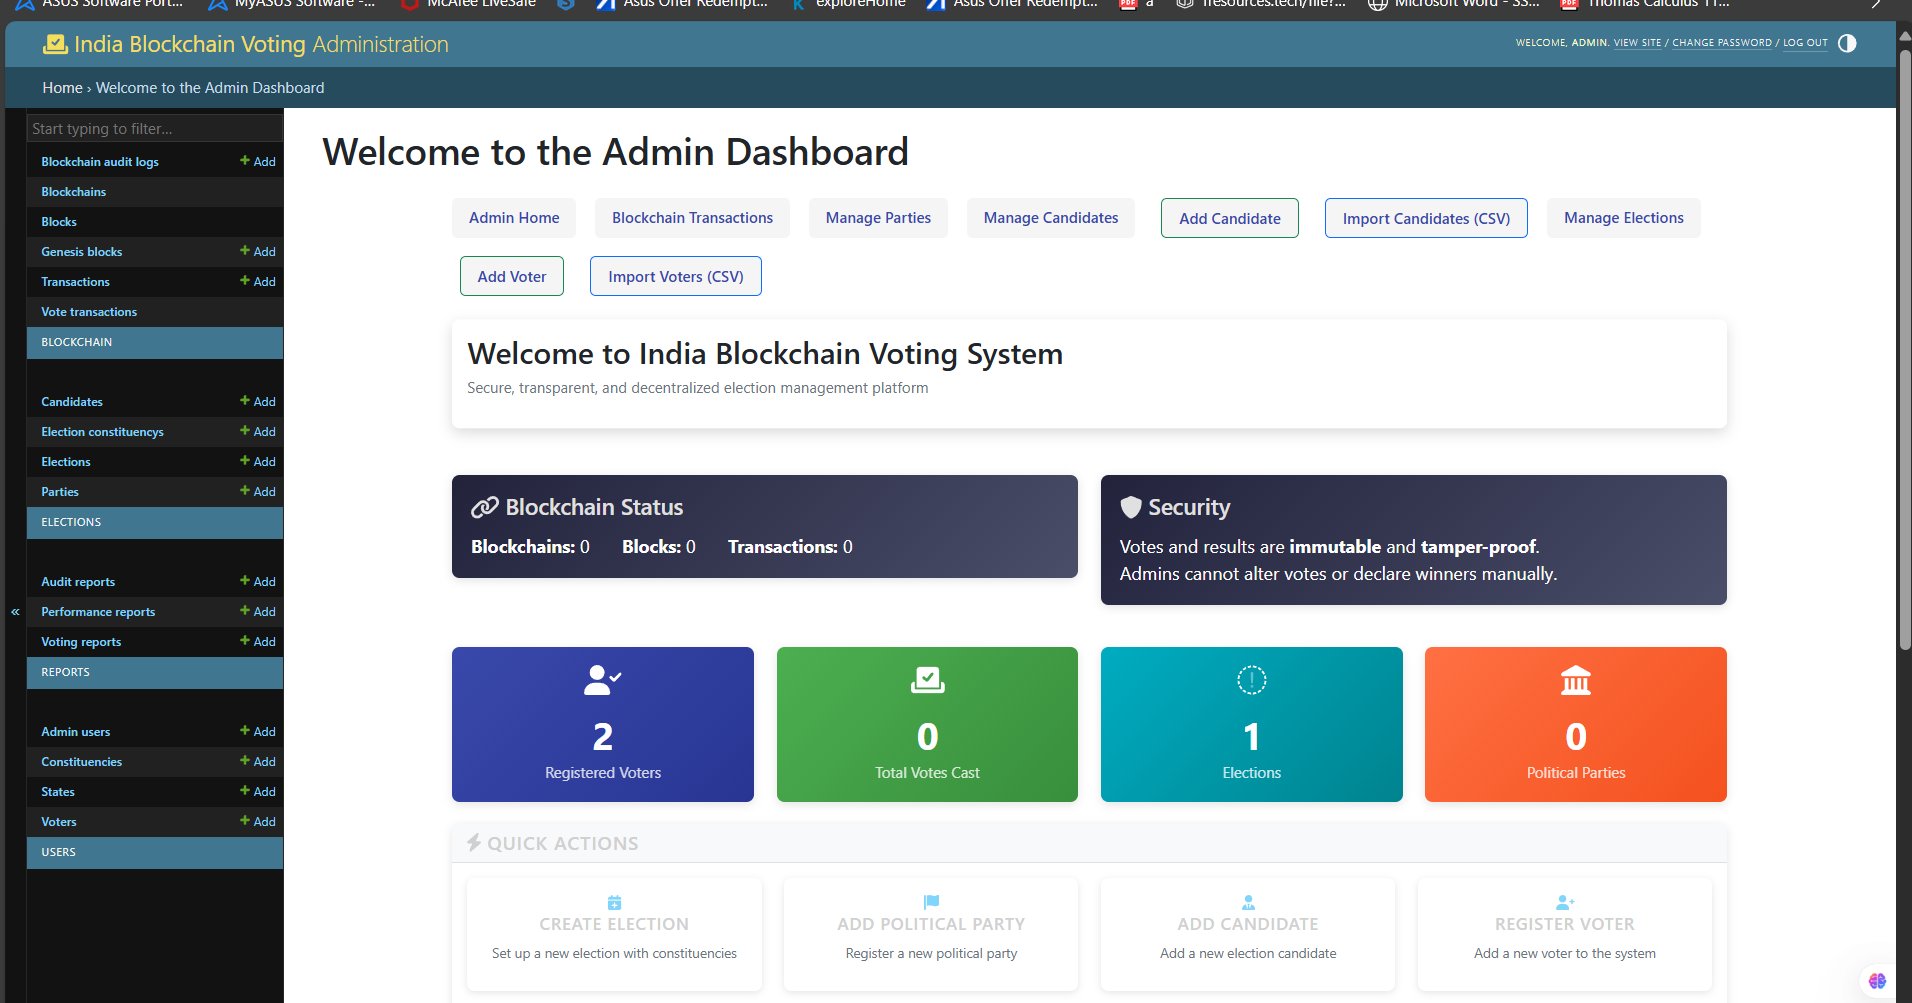 ASUS Software Port...
MyASUS Software -...
McAfee LiveSafe
Asus Offer Redempt...
exploreHome
Asus Offer Redempt...
a
Tresources.tech/file?...
Microsoft Word - SS...
Thomas Calculus 11...
India Blockchain Voting Administration
WELCOME, ADMIN. VIEW SITE / CHANGE PASSWORD / LOG OUT
Home › Welcome to the Admin Dashboard
Start typing to filter...
Blockchain audit logs + Add
Blockchains
Blocks
Genesis blocks + Add
Transactions + Add
Vote transactions
BLOCKCHAIN
Candidates + Add
Election constituencys + Add
Elections + Add
Parties + Add
ELECTIONS
Audit reports + Add
Performance reports + Add
Voting reports + Add
REPORTS
Admin users + Add
Constituencies + Add
States + Add
Voters + Add
USERS
«
Welcome to the Admin Dashboard
Admin Home
Blockchain Transactions
Manage Parties
Manage Candidates
Add Candidate
Import Candidates (CSV)
Manage Elections
Add Voter
Import Voters (CSV)
Welcome to India Blockchain Voting System
Secure, transparent, and decentralized election management platform
Blockchain Status
Blockchains: 0 Blocks: 0 Transactions: 0
Security
Votes and results are immutable and tamper-proof.
Admins cannot alter votes or declare winners manually.
2
Registered Voters
0
Total Votes Cast
1
Elections
0
Political Parties
QUICK ACTIONS
CREATE ELECTION
Set up a new election with constituencies
ADD POLITICAL PARTY
Register a new political party
ADD CANDIDATE
Add a new election candidate
REGISTER VOTER
Add a new voter to the system